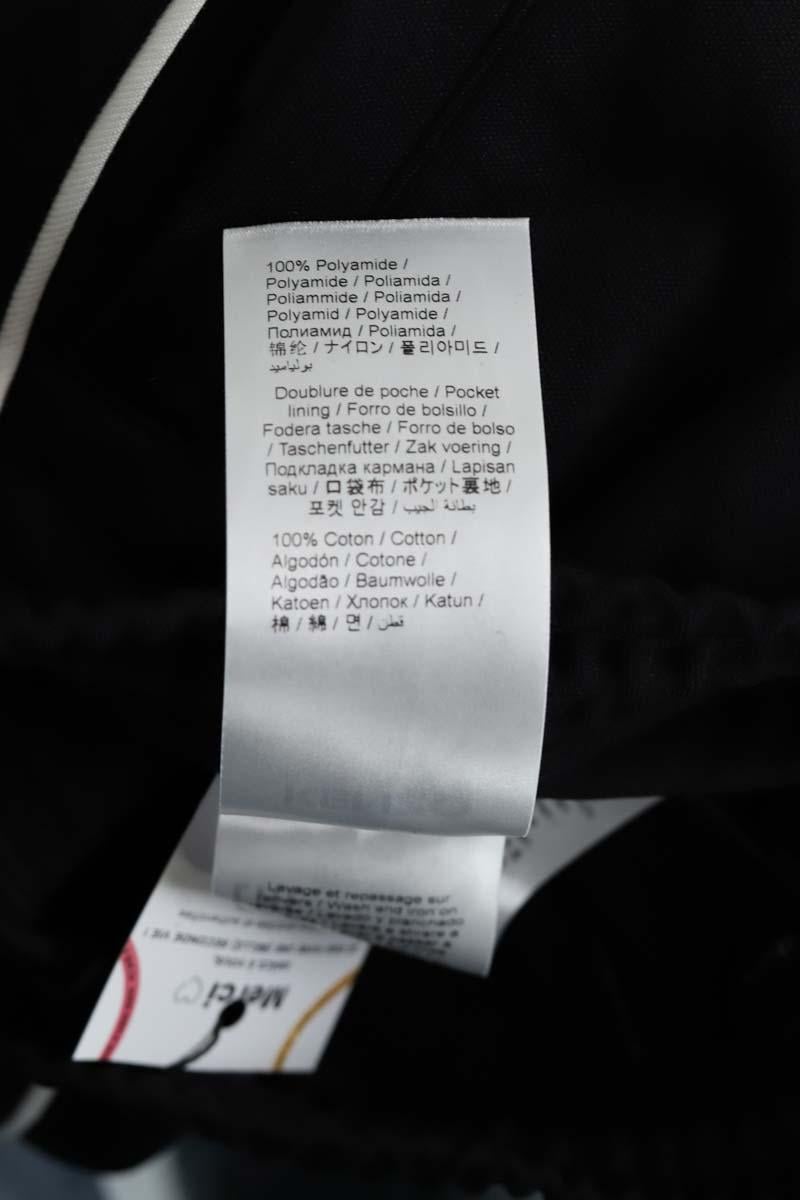 100% Polyamide /
Polyamide / Poliamida /
Poliammide / Poliamida /
Polyamid / Polyamide /
Полиамид / Poliamida /
锦纶 / ナイロン / 폴리아미드 /
بولياميد
Doublure de poche / Pocket
lining / Forro de bolsillo /
Fodera tasche / Forro de bolso
/ Taschenfutter / Zak voering /
Подкладка кармана / Lapisan
saku / 口袋布 / ポケット裏地 /
포켓 안감 / بطانة الجيب /
100% Coton / Cotton /
Algodón / Cotone /
Algodão / Baumwolle /
Katoen / Хлопок / Katun /
棉 / 綿 / 면 / قطن
Lavage et repassage sur
l'envers / Wash and iron on
/ Lavado y planchado
Merci